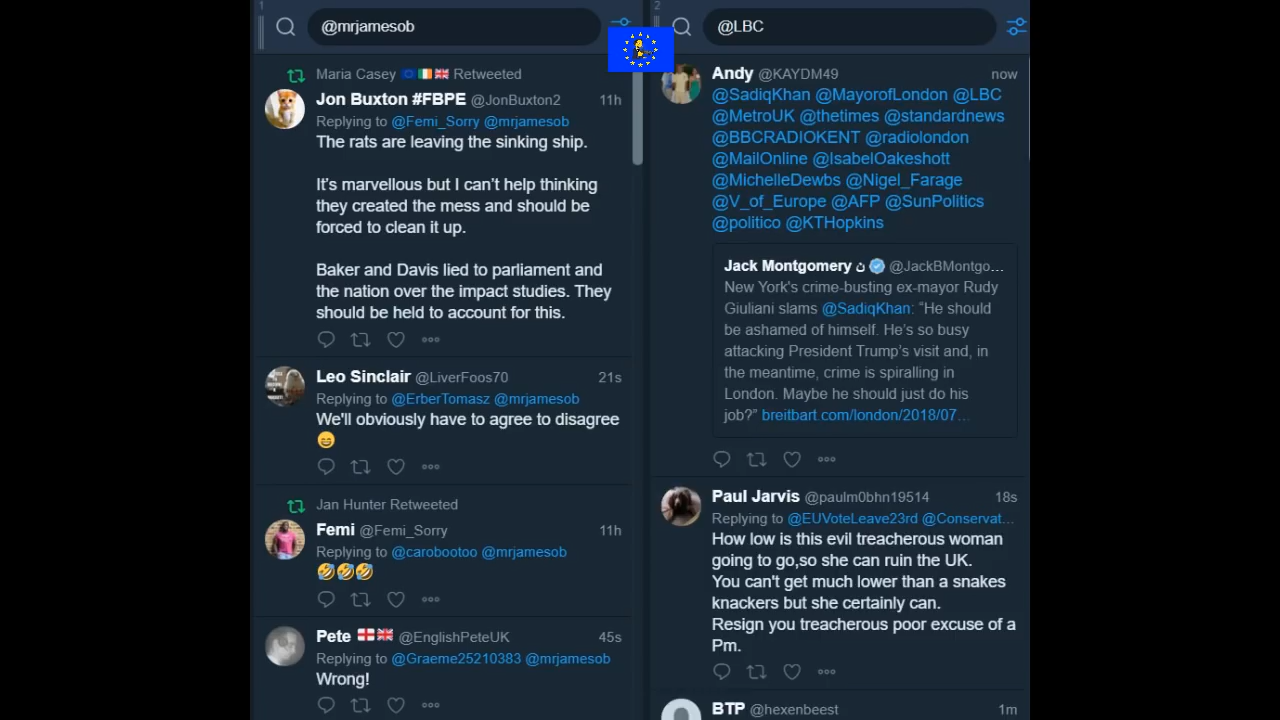 1
@mrjamesob
Maria Casey 🇪🇺🇮🇪🇬🇧 Retweeted
Jon Buxton #FBPE @JonBuxton2 11h
Replying to @Femi_Sorry @mrjamesob
The rats are leaving the sinking ship.
It's marvellous but I can't help thinking
they created the mess and should be
forced to clean it up.
Baker and Davis lied to parliament and
the nation over the impact studies. They
should be held to account for this.
Leo Sinclair @LiverFoos70 21s
Replying to @ErberTomasz @mrjamesob
We'll obviously have to agree to disagree
😄
Jan Hunter Retweeted
Femi @Femi_Sorry 11h
Replying to @carobootoo @mrjamesob
🤣🤣🤣
Pete 🏴󠁧󠁢󠁥󠁮󠁧󠁿🇬🇧 @EnglishPeteUK 45s
Replying to @Graeme25210383 @mrjamesob
Wrong!
2
@LBC
Andy @KAYDM49 now
@SadiqKhan @MayorofLondon @LBC
@MetroUK @thetimes @standardnews
@BBCRADIOKENT @radiolondon
@MailOnline @IsabelOakeshott
@MichelleDewbs @Nigel_Farage
@V_of_Europe @AFP @SunPolitics
@politico @KTHopkins
Jack Montgomery ن @JackBMontgo...
New York's crime-busting ex-mayor Rudy
Giuliani slams @SadiqKhan: “He should
be ashamed of himself. He's so busy
attacking President Trump's visit and, in
the meantime, crime is spiralling in
London. Maybe he should just do his
job?” breitbart.com/london/2018/07...
Paul Jarvis @paulm0bhn19514 18s
Replying to @EUVoteLeave23rd @Conservat...
How low is this evil treacherous woman
going to go,so she can ruin the UK.
You can't get much lower than a snakes
knackers but she certainly can.
Resign you treacherous poor excuse of a
Pm.
BTP @hexenbeest 1m